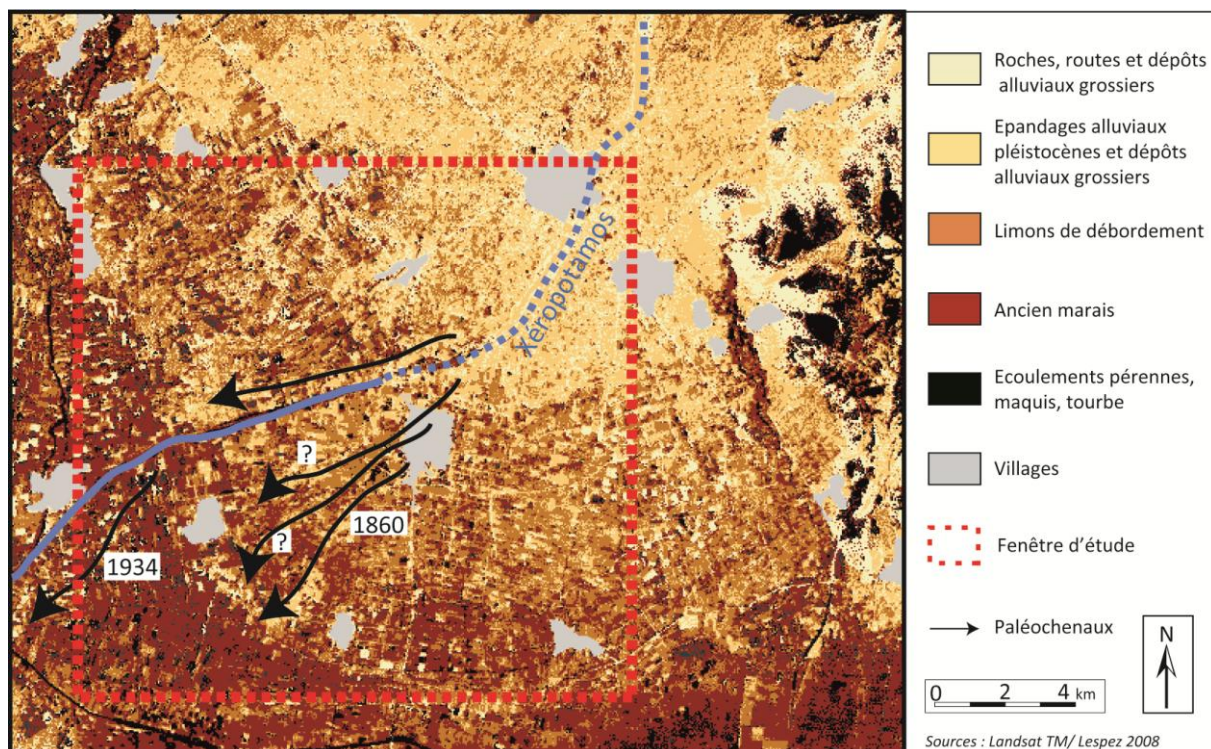 Xéropotamos
?
?
1860
1934
Roches, routes et dépôts
alluviaux grossiers
Epandages alluviaux
pléistocènes et dépôts
alluviaux grossiers
Limons de débordement
Ancien marais
Ecoulements pérennes,
maquis, tourbe
Villages
Fenêtre d'étude
Paléochenaux
N
0 2 4 km
Sources : Landsat TM/ Lespez 2008